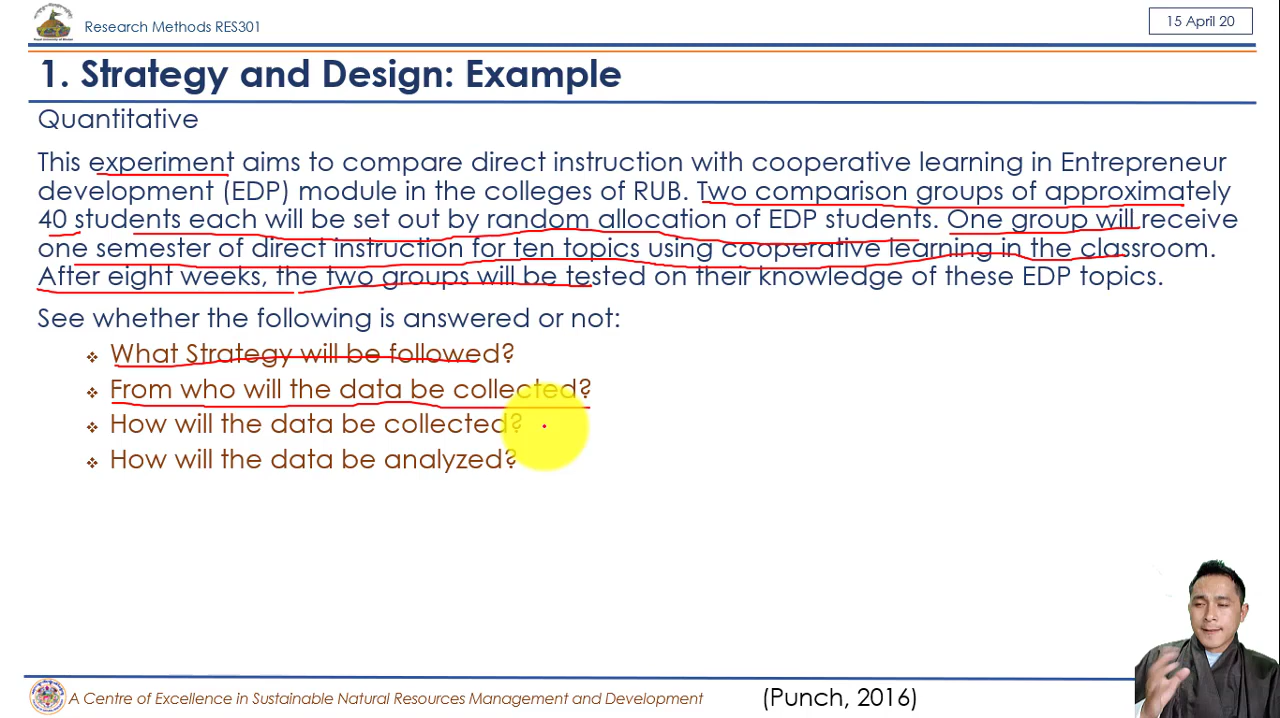 Research Methods RES301
15 April 20
1. Strategy and Design: Example
Quantitative
This experiment aims to compare direct instruction with cooperative learning in Entrepreneur
development (EDP) module in the colleges of RUB. Two comparison groups of approximately
40 students each will be set out by random allocation of EDP students. One group will receive
one semester of direct instruction for ten topics using cooperative learning in the classroom.
After eight weeks, the two groups will be tested on their knowledge of these EDP topics.
See whether the following is answered or not:
❖ What Strategy will be followed?
❖ From who will the data be collected?
❖ How will the data be collected?
❖ How will the data be analyzed?
A Centre of Excellence in Sustainable Natural Resources Management and Development
(Punch, 2016)